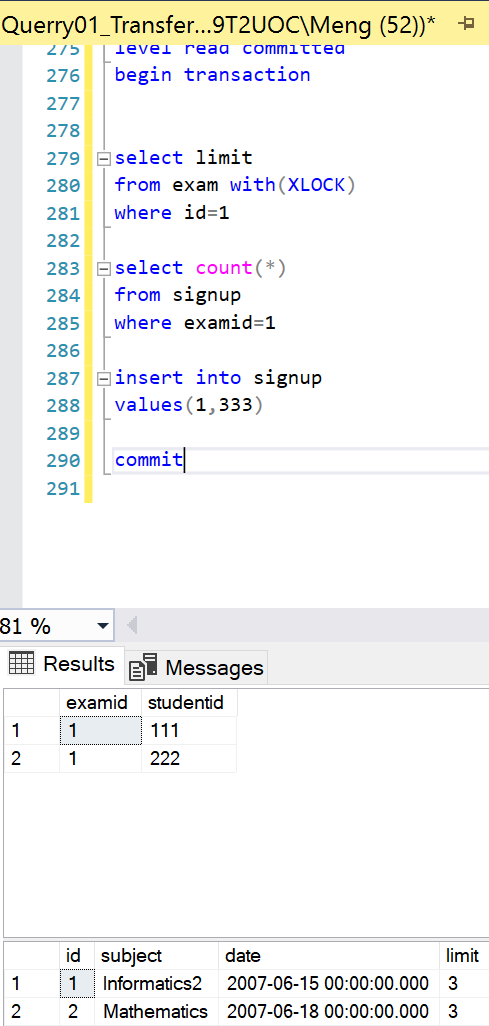 Querry01_Transfer...9T2UOC\Meng (52))*
275 level read committed
276 begin transaction
277
278
279 select limit
280 from exam with(XLOCK)
281 where id=1
282
283 select count(*)
284 from signup
285 where examid=1
286
287 insert into signup
288 values(1,333)
289
290 commit
291
81 %
Results Messages
examid studentid
1 1 111
2 1 222
id subject date limit
1 1 Informatics2 2007-06-15 00:00:00.000 3
2 2 Mathematics 2007-06-18 00:00:00.000 3